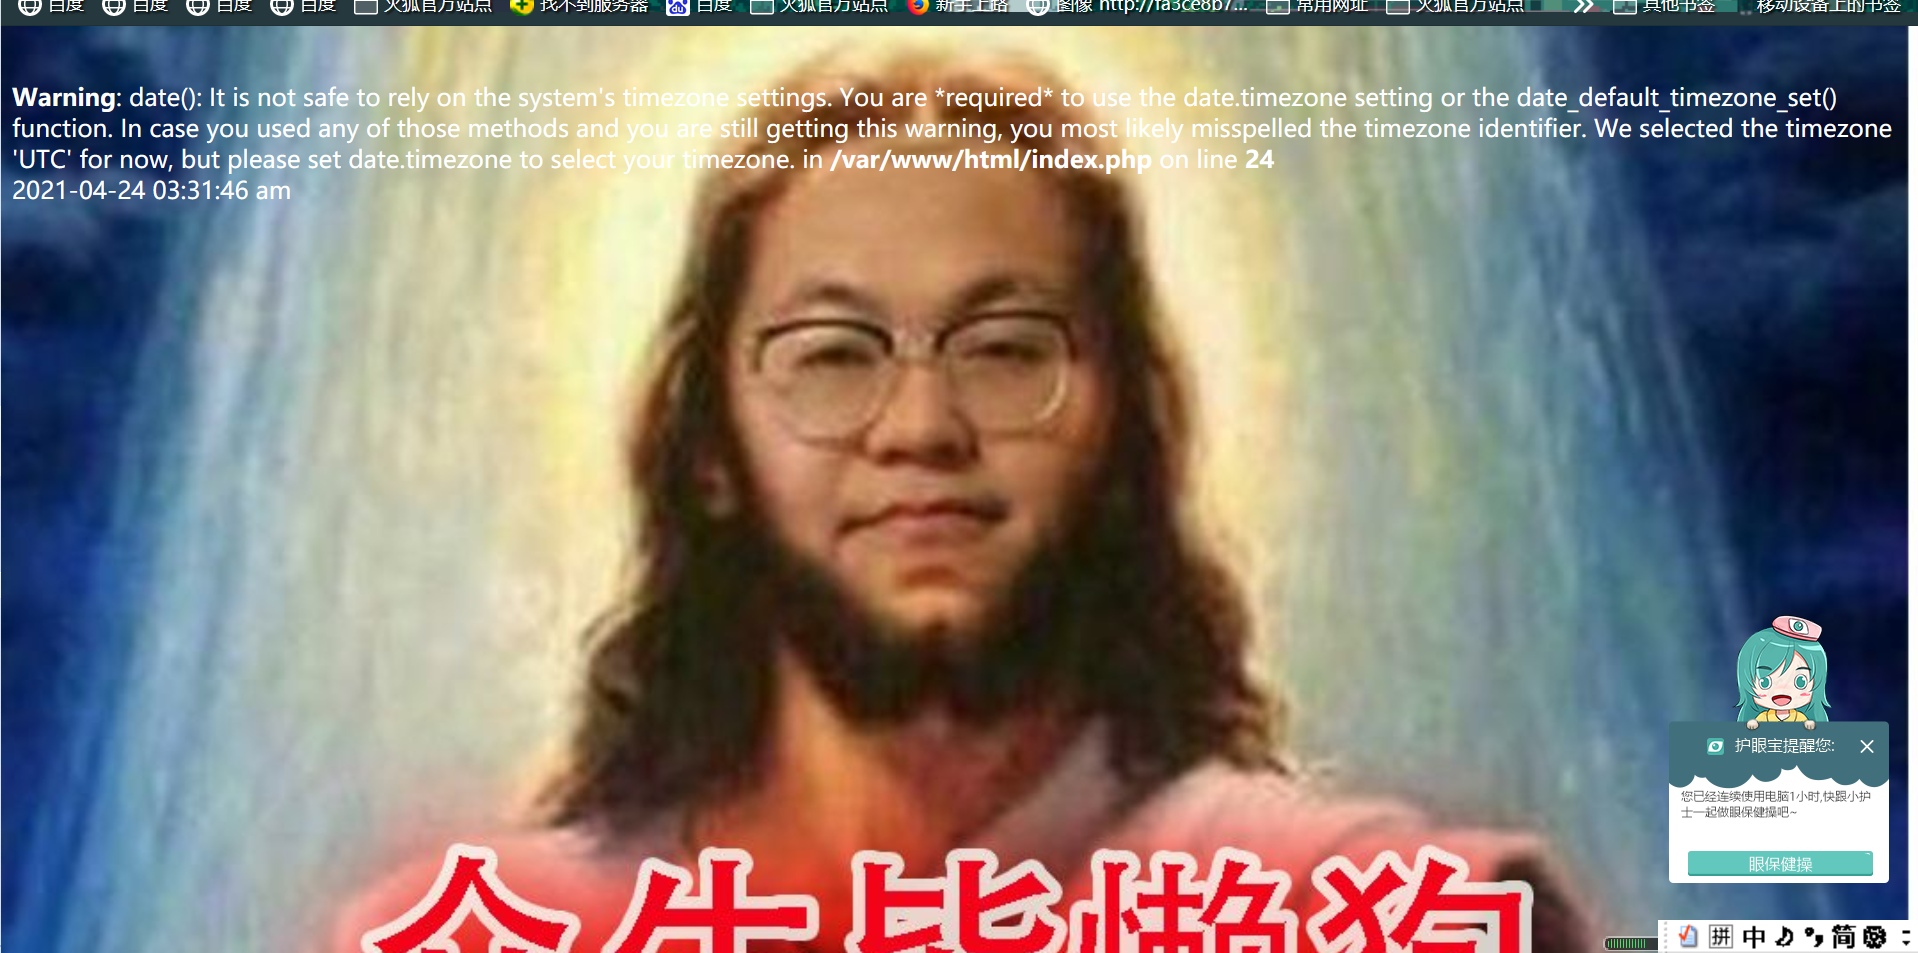 百度 百度 百度 百度 火狐官方站点 找不到服务器 百度 火狐官方站点 新手上路 图像 http://fa3ce8b7... 常用网址 火狐官方站点 其他书签 移动设备上的书签
Warning: date(): It is not safe to rely on the system's timezone settings. You are *required* to use the date.timezone setting or the date_default_timezone_set()
function. In case you used any of those methods and you are still getting this warning, you most likely misspelled the timezone identifier. We selected the timezone
'UTC' for now, but please set date.timezone to select your timezone. in /var/www/html/index.php on line 24
2021-04-24 03:31:46 am
护眼宝提醒您:
您已经连续使用电脑1小时,快跟小护
士一起做眼保健操吧~
眼保健操
生皆懒狗
拼 中 简